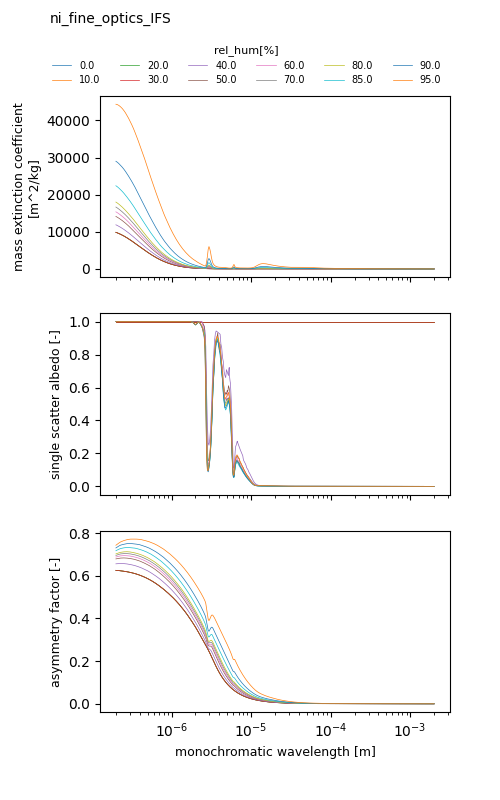 ni_fine_optics_IFS
rel_hum[%]
0.0 20.0 40.0 60.0 80.0 90.0
10.0 30.0 50.0 70.0 85.0 95.0
mass extinction coefficient
[m^2/kg]
40000
30000
20000
10000
0
single scatter albedo [-]
1.0
0.8
0.6
0.4
0.2
0.0
asymmetry factor [-]
0.8
0.6
0.4
0.2
0.0
10⁻⁶ 10⁻⁵ 10⁻⁴ 10⁻³
monochromatic wavelength [m]